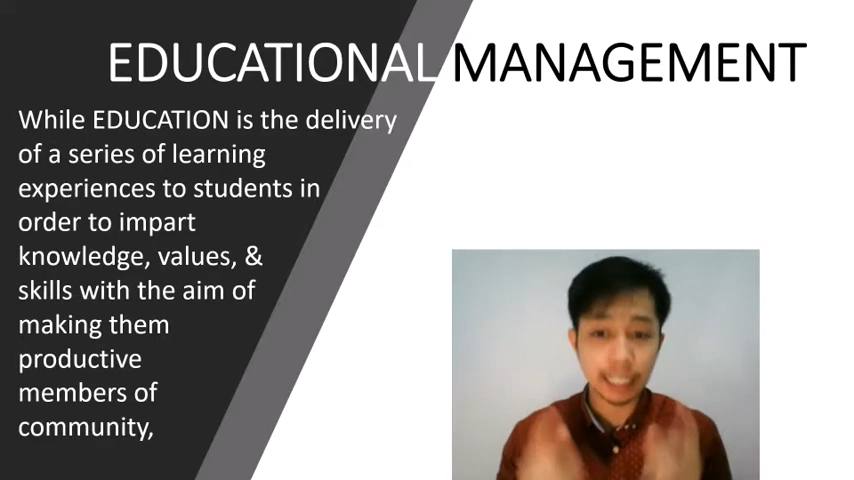 EDUCATIONAL MANAGEMENT
While EDUCATION is the delivery
of a series of learning
experiences to students in
order to impart
knowledge, values, &
skills with the aim of
making them
productive
members of
community,